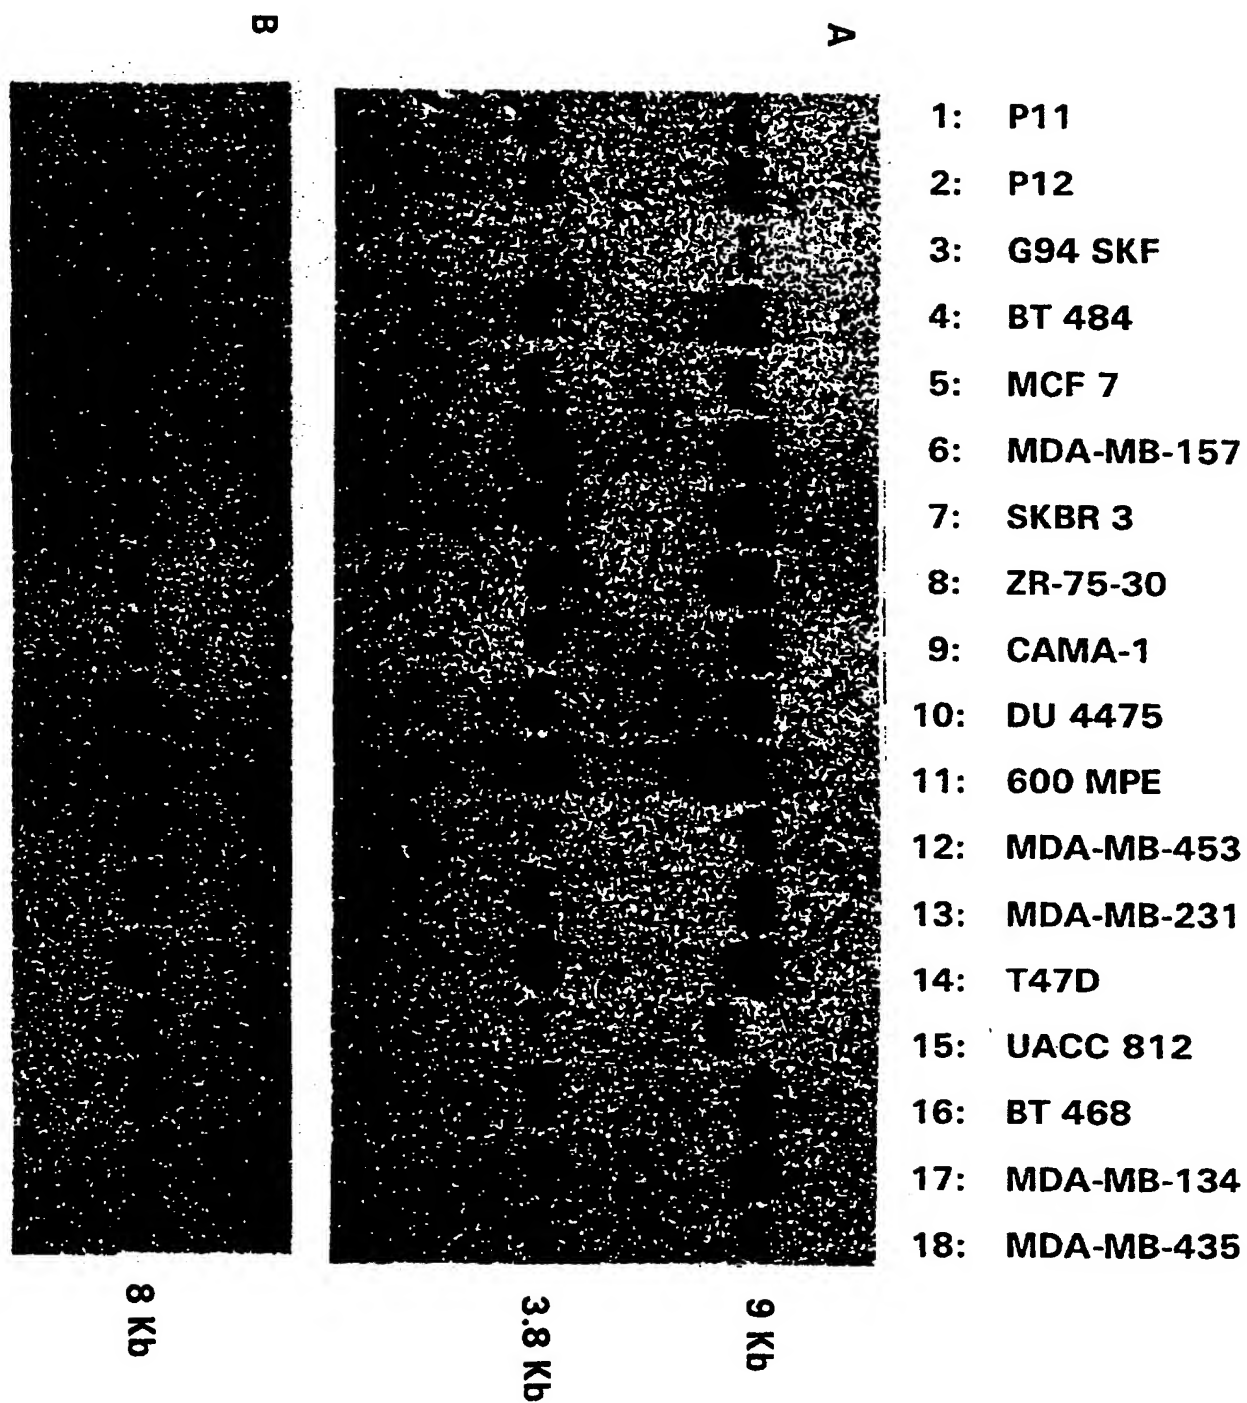 B
A
1: P11
2: P12
3: G94 SKF
4: BT 484
5: MCF 7
6: MDA-MB-157
7: SKBR 3
8: ZR-75-30
9: CAMA-1
10: DU 4475
11: 600 MPE
12: MDA-MB-453
13: MDA-MB-231
14: T47D
15: UACC 812
16: BT 468
17: MDA-MB-134
18: MDA-MB-435
8 Kb
3.8 Kb
9 Kb